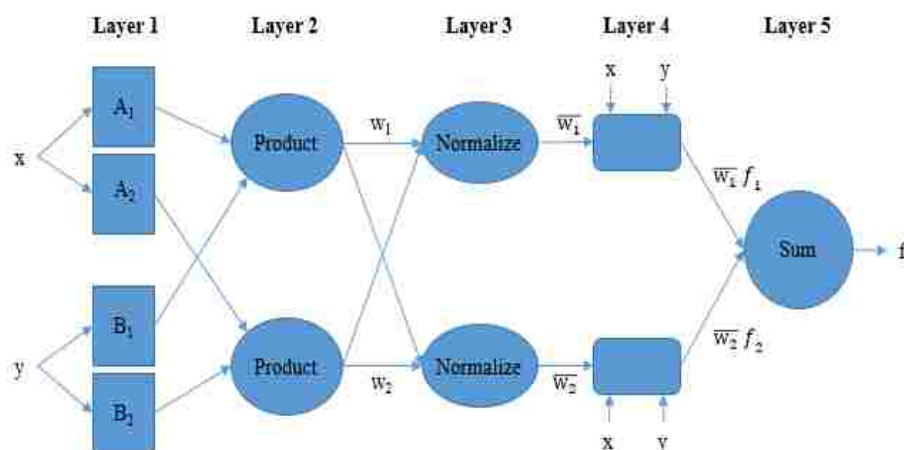 Layer 1 Layer 2 Layer 3 Layer 4 Layer 5
x y
A₁ w₁ w̅₁
Product Normalize
x w̅₁ f₁
A₂
Sum f
B₁
w̅₂ f₂
y Product Normalize
B₂ w₂ w̅₂
x y